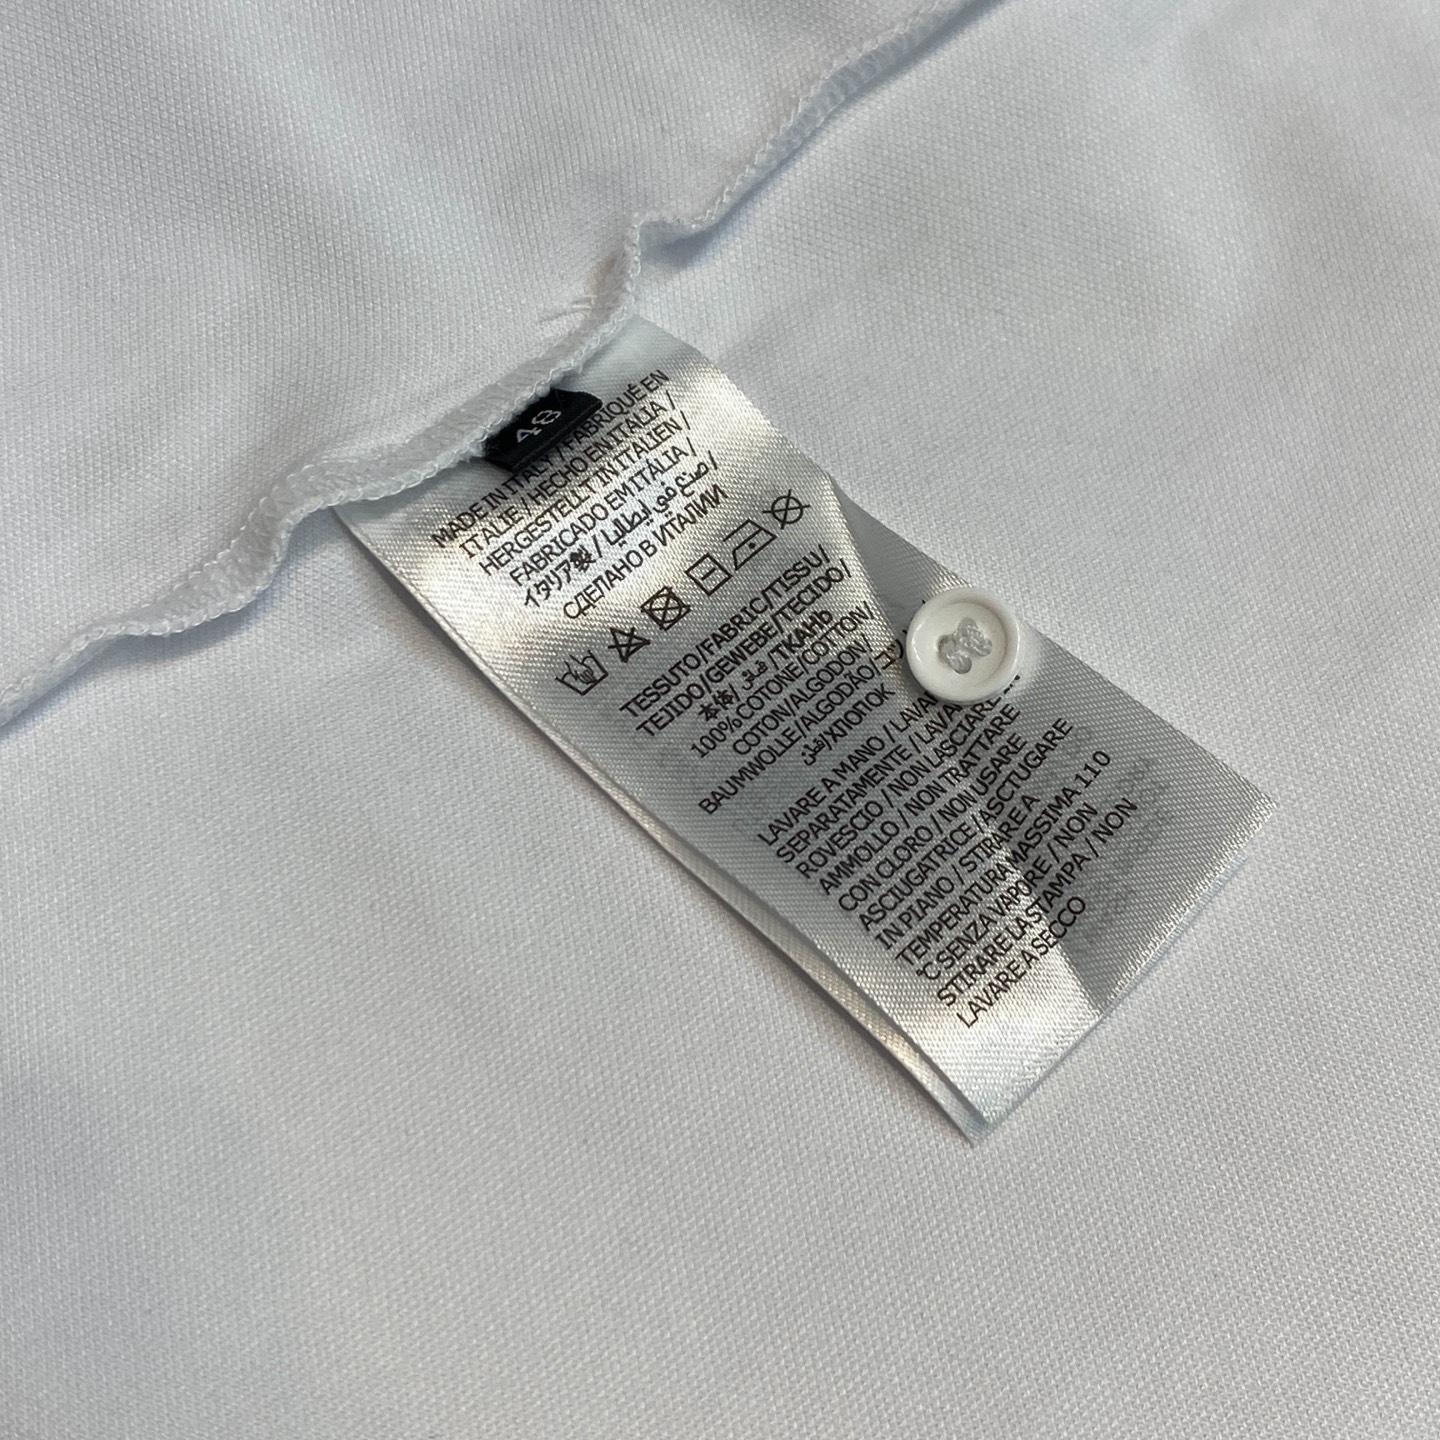 48
MADE IN ITALY / FABRIQUÉ EN
ITALIE / HECHO EN ITALIA /
HERGESTELLT IN ITALIEN /
FABRICADO EM ITÁLIA /
イタリア製 / صنع في إيطاليا /
СДЕЛАНО В ИТАЛИИ
TESSUTO/FABRIC/TISSU/
TEJIDO/GEWEBE/TECIDO/
本体/قماش/ТКАНЬ
100%COTONE/COTTON/
COTON/ALGODON/
BAUMWOLLE/ALGODÃO/コッ
قطن/ХЛОПОК
LAVARE A MANO /
SEPARATAMENTE /
ROVESCIO / NON LASCIARE
AMMOLLO / NON TRATTARE
CON CLORO / NON USARE
ASCIUGATRICE / ASCTUGARE
IN PIANO / STIRARE A
TEMPERATURA MASSIMA 110
°C SENZA VAPORE / NON
STIRARE LA STAMPA / NON
LAVARE A SECCO